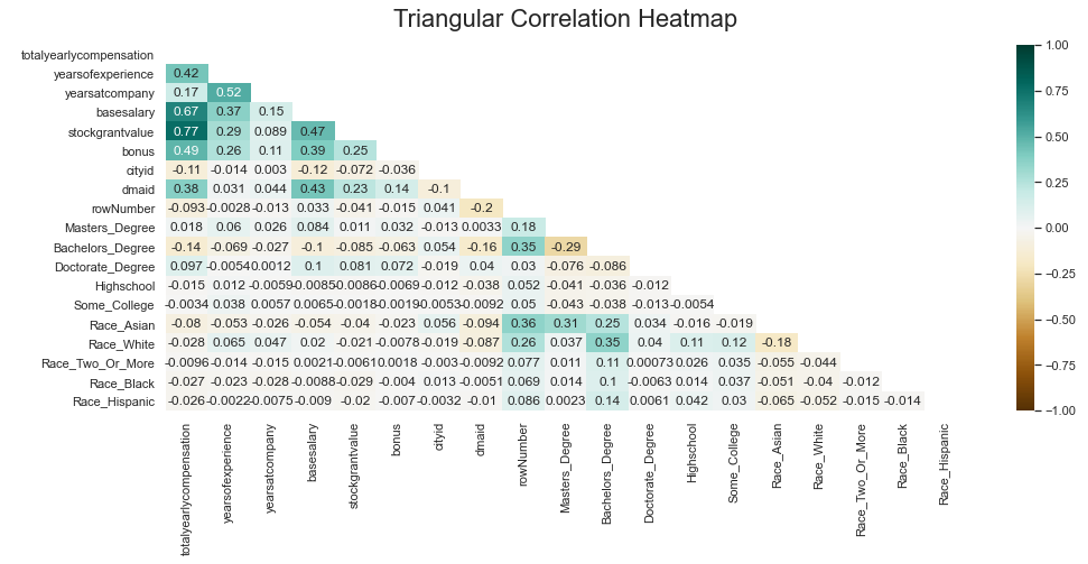 Triangular Correlation Heatmap
totalyearlycompensation
yearsofexperience 0.42
yearsatcompany 0.17 0.52
basesalary 0.67 0.37 0.15
stockgrantvalue 0.77 0.29 0.089 0.47
bonus 0.49 0.26 0.11 0.39 0.25
cityid -0.11 -0.014 0.003 -0.12 -0.072 -0.036
dmaid 0.38 0.031 0.044 0.43 0.23 0.14 -0.1
rowNumber -0.093 -0.0028 -0.013 0.033 -0.041 -0.015 0.041 -0.2
Masters_Degree 0.018 0.06 0.026 0.084 0.011 0.032 -0.013 0.0033 0.18
Bachelors_Degree -0.14 -0.069 -0.027 -0.1 -0.085 -0.063 0.054 -0.16 0.35 -0.29
Doctorate_Degree 0.097 -0.0054 0.0012 0.1 0.081 0.072 -0.019 0.04 0.03 -0.076 -0.086
Highschool -0.015 0.012 -0.0059 -0.0085 -0.0086 -0.0069 -0.012 -0.038 0.052 -0.041 -0.036 -0.012
Some_College -0.0034 0.038 0.0057 0.0065 -0.0018 -0.0019 -0.0053 -0.0092 0.05 -0.043 -0.038 -0.013 -0.0054
Race_Asian -0.08 -0.053 -0.026 -0.054 -0.04 -0.023 0.056 -0.094 0.36 0.31 0.25 0.034 -0.016 -0.019
Race_White -0.028 0.065 0.047 0.02 -0.021 -0.0078 -0.019 -0.087 0.26 0.037 0.35 0.04 0.11 0.12 -0.18
Race_Two_Or_More -0.0096 -0.014 -0.015 0.0021 -0.0061 0.0018 -0.003 -0.0092 0.077 0.011 0.11 0.00073 0.026 0.035 -0.055 -0.044
Race_Black -0.027 -0.023 -0.028 -0.0088 -0.029 -0.004 0.013 -0.0051 0.069 0.014 0.1 -0.0063 0.014 0.037 -0.051 -0.04 -0.012
Race_Hispanic -0.026 -0.0022 -0.0075 -0.009 -0.02 -0.007 -0.0032 -0.01 0.086 0.0023 0.14 0.0061 0.042 0.03 -0.065 -0.052 -0.015 -0.014
totalyearlycompensation
yearsofexperience
yearsatcompany
basesalary
stockgrantvalue
bonus
cityid
dmaid
rowNumber
Masters_Degree
Bachelors_Degree
Doctorate_Degree
Highschool
Some_College
Race_Asian
Race_White
Race_Two_Or_More
Race_Black
Race_Hispanic
1.00
0.75
0.50
0.25
0.00
−0.25
−0.50
−0.75
−1.00